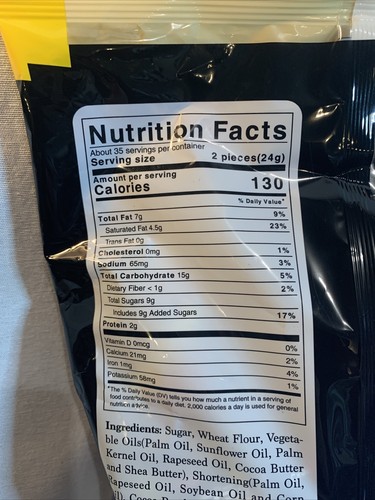 Nutrition Facts
About 35 servings per container
Serving size 2 pieces(24g)
Amount per serving
Calories 130
% Daily Value*
Total Fat 7g 9%
Saturated Fat 4.5g 23%
Trans Fat 0g
Cholesterol 0mg 1%
Sodium 65mg 3%
Total Carbohydrate 15g 5%
Dietary Fiber < 1g 2%
Total Sugars 9g
Includes 9g Added Sugars 17%
Protein 2g
Vitamin D 0mcg 0%
Calcium 21mg 2%
Iron 1mg 4%
Potassium 58mg 1%
*The % Daily Value (DV) tells you how much a nutrient in a serving of
food contributes to a daily diet. 2,000 calories a day is used for general
nutrition advice.
Ingredients: Sugar, Wheat Flour, Vegeta-
ble Oils(Palm Oil, Sunflower Oil, Palm
Kernel Oil, Rapeseed Oil, Cocoa Butter
and Shea Butter), Shortening(Palm Oil,
Rapeseed Oil, Soybean Oil and Corn